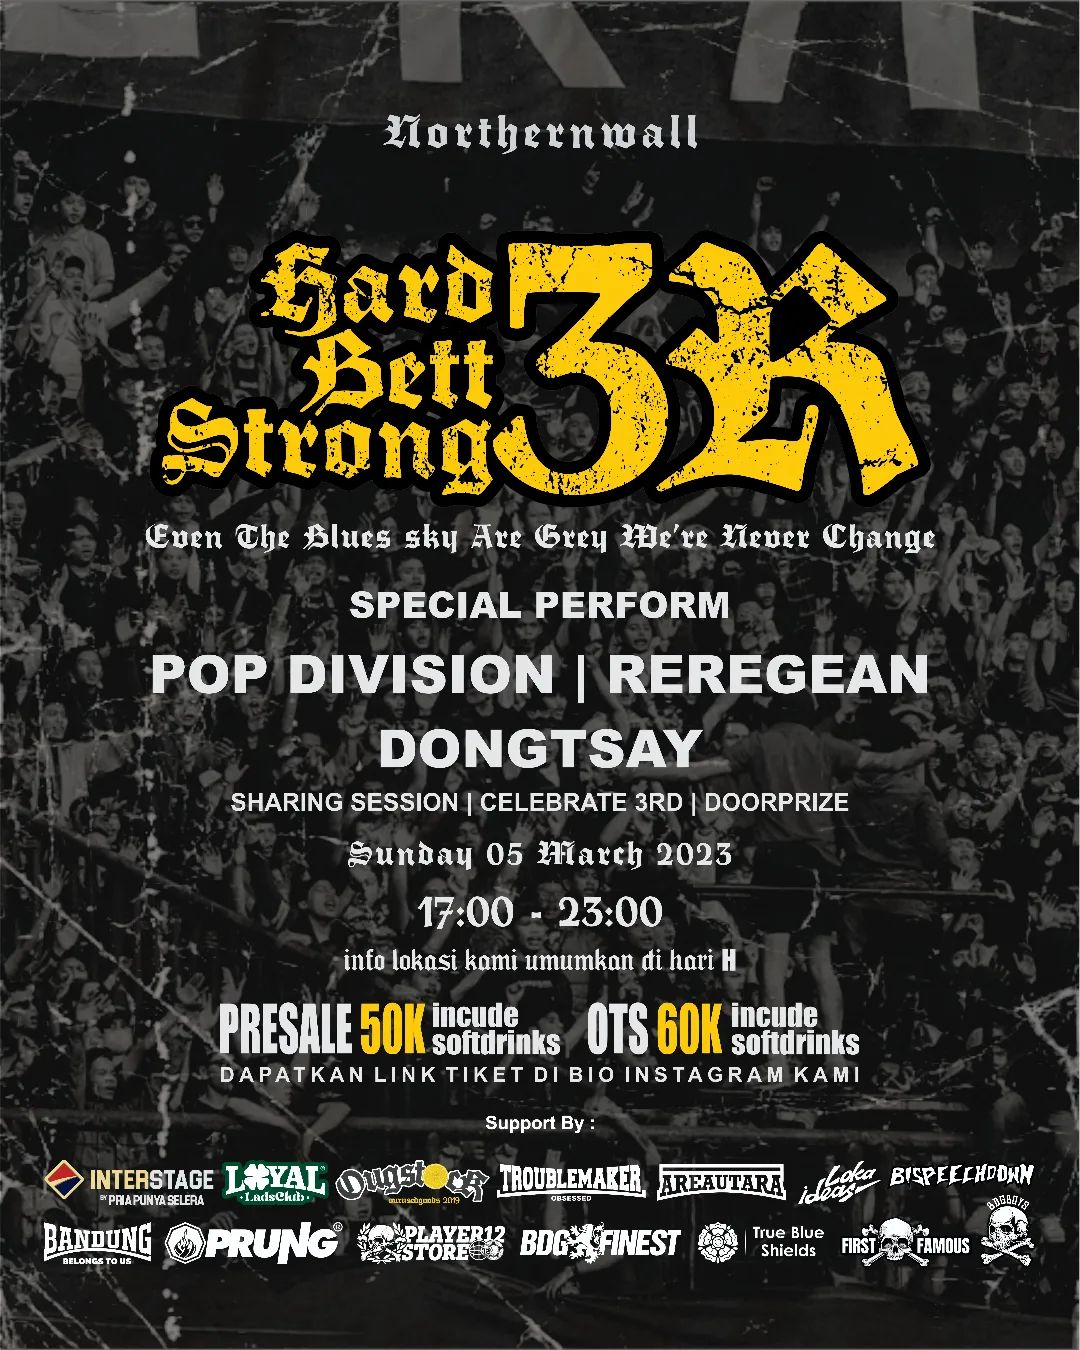 Northernwall
Hard
Bett
Strong
3R
Even The Blues sky Are Grey We're Never Change
SPECIAL PERFORM
POP DIVISION | REREGEAN
DONGTSAY
SHARING SESSION | CELEBRATE 3RD | DOORPRIZE
Sunday 05 March 2023
17:00 - 23:00
info lokasi kami umumkan di hari H
PRESALE 50K incude softdrinks OTS 60K incude softdrinks
DAPATKAN LINK TIKET DI BIO INSTAGRAM KAMI
Support By :
INTERSTAGE
BY PRIA PUNYA SELERA
LOYAL
LadsClub
Ougstock
TROUBLEMAKER
OBSESSED
AREAUTARA
Loka ideas
BISPEECHDOWN
BANDUNG
BELONGS TO US
PRUNG
PLAYER12
STORE
BDG FINEST
True Blue
Shields
FIRST FAMOUS